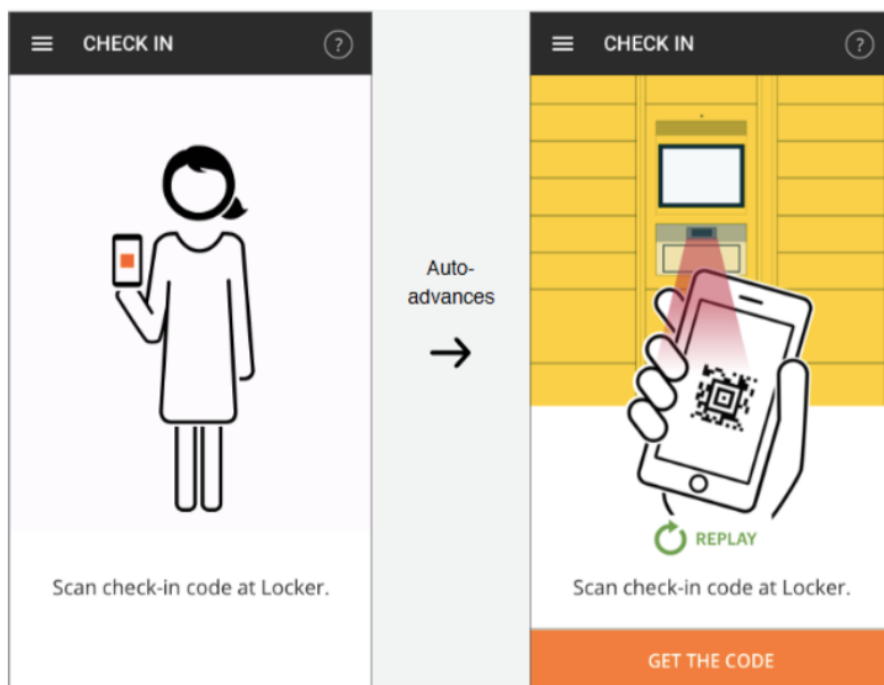 CHECK IN
?
Scan check-in code at Locker.
Auto-
advances
CHECK IN
?
REPLAY
Scan check-in code at Locker.
GET THE CODE